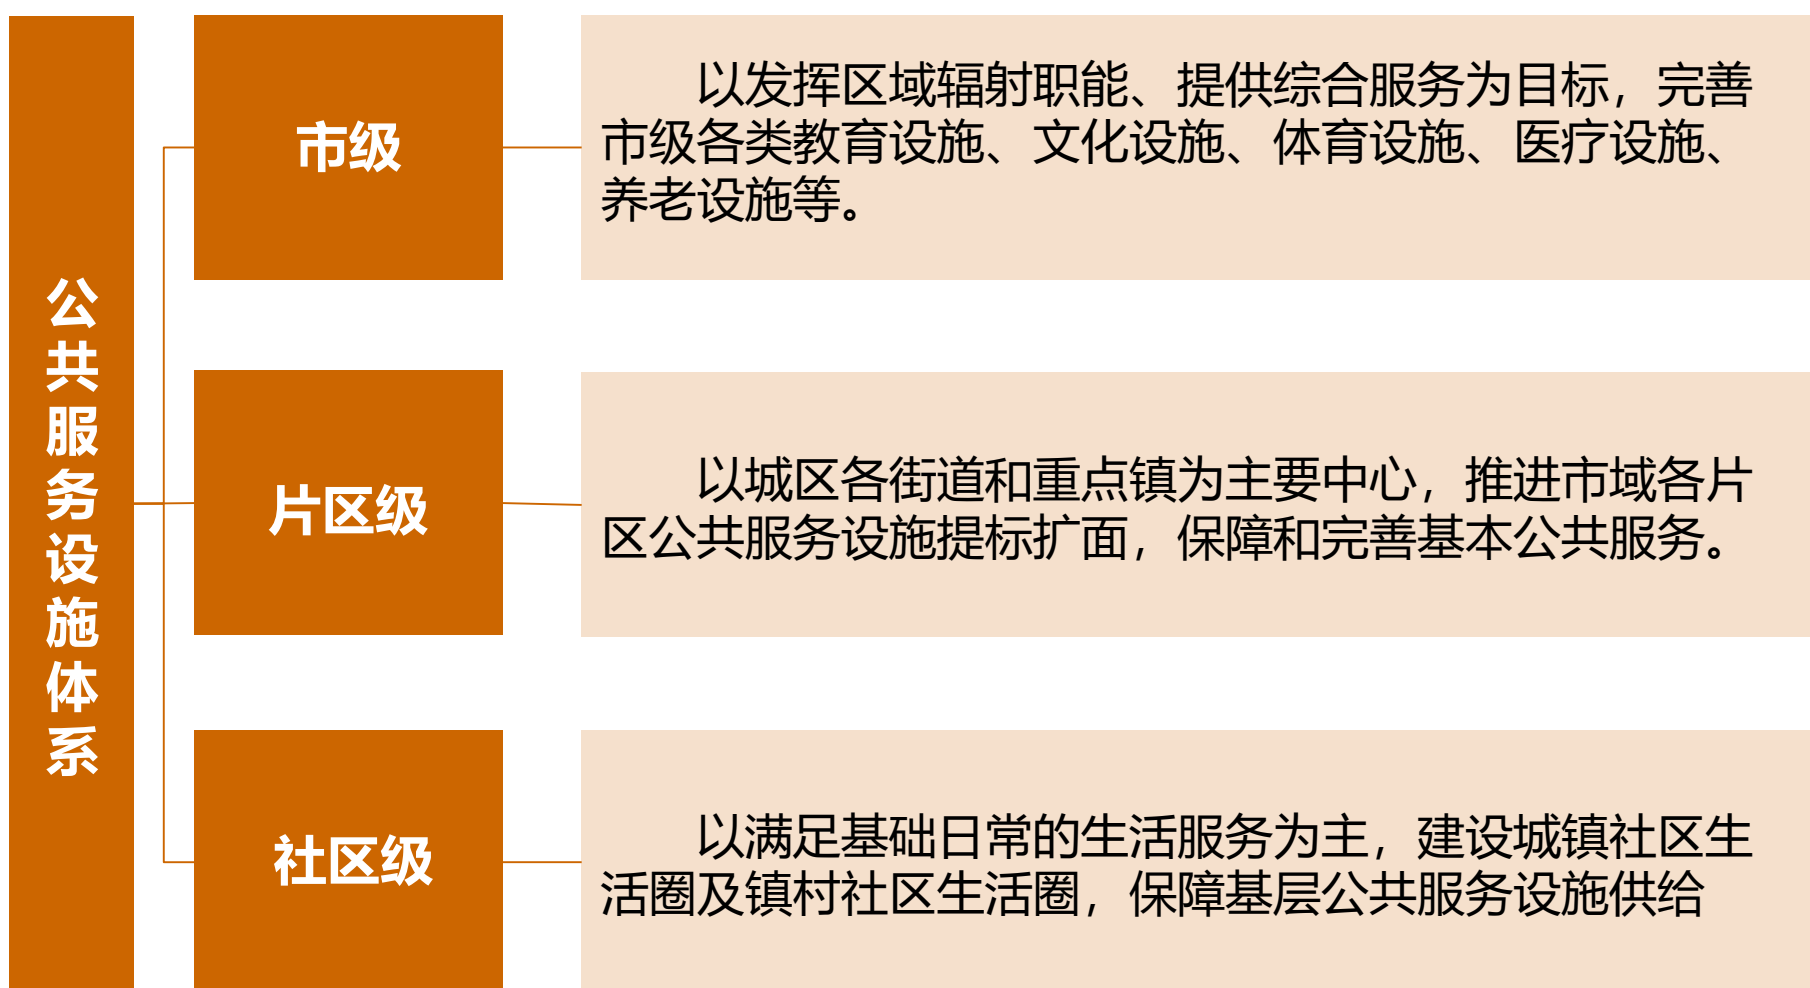 公共服务设施体系
市级
以发挥区域辐射职能、提供综合服务为目标，完善
市级各类教育设施、文化设施、体育设施、医疗设施、
养老设施等。
片区级
以城区各街道和重点镇为主要中心，推进市域各片
区公共服务设施提标扩面，保障和完善基本公共服务。
社区级
以满足基础日常的生活服务为主，建设城镇社区生
活圈及镇村社区生活圈，保障基层公共服务设施供给